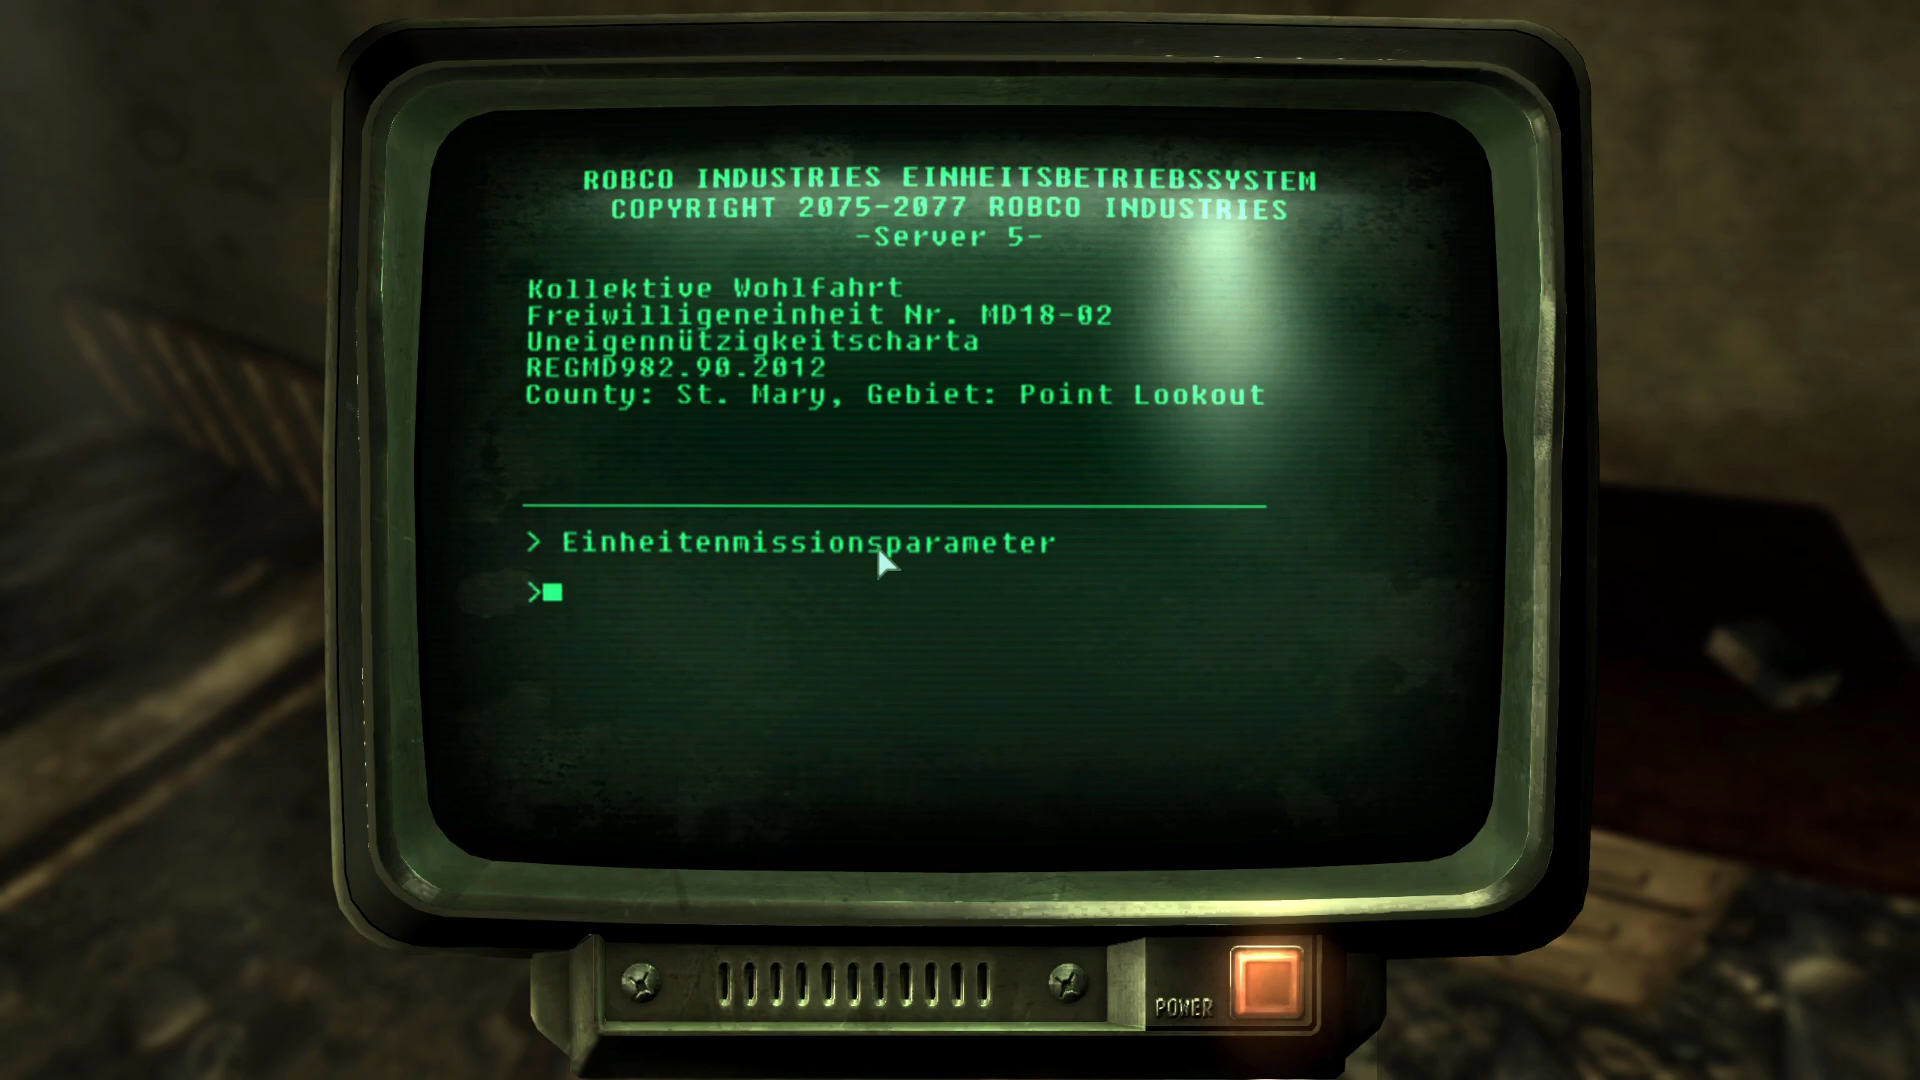 ROBCO INDUSTRIES EINHEITSBETRIEBSSYSTEM
COPYRIGHT 2075-2077 ROBCO INDUSTRIES
-Server 5-
Kollektive Wohlfahrt
Freiwilligeneinheit Nr. MD18-02
Uneigennützigkeitscharta
REGMD982.90.2012
County: St. Mary, Gebiet: Point Lookout
> Einheitenmissionsparameter
>
POWER